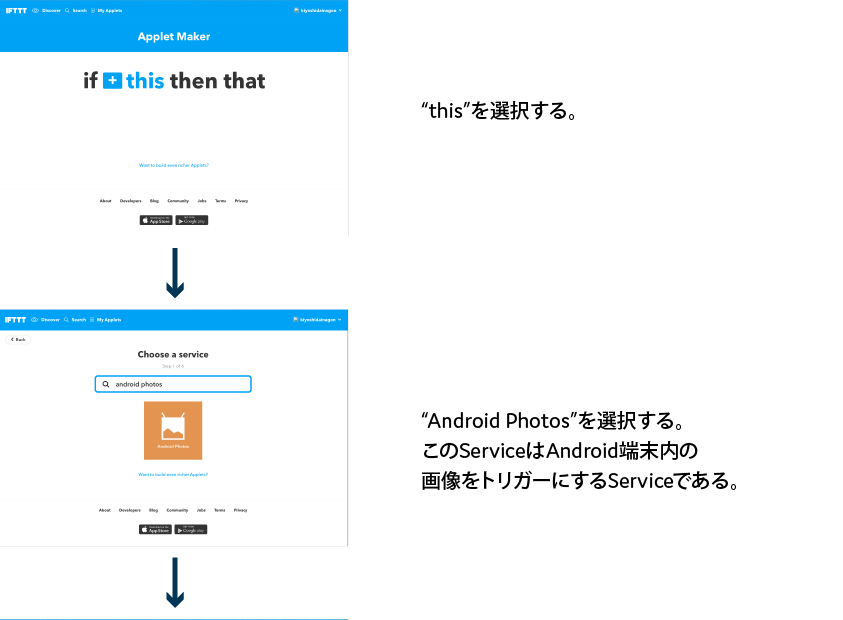 IFTTT Discover Search My Applets kiyoshidainagon
Applet Maker
if this then that
Want to build even richer Applets?
About Developers Blog Community Jobs Terms Privacy
App Store Google play
“this”を選択する。
IFTTT Discover Search My Applets kiyoshidainagon
Back
Choose a service
Step 1 of 6
android photos
Android Photos
Want to build even richer Applets?
About Developers Blog Community Jobs Terms Privacy
App Store Google play
“Android Photos”を選択する。
このServiceはAndroid端末内の
画像をトリガーにするServiceである。